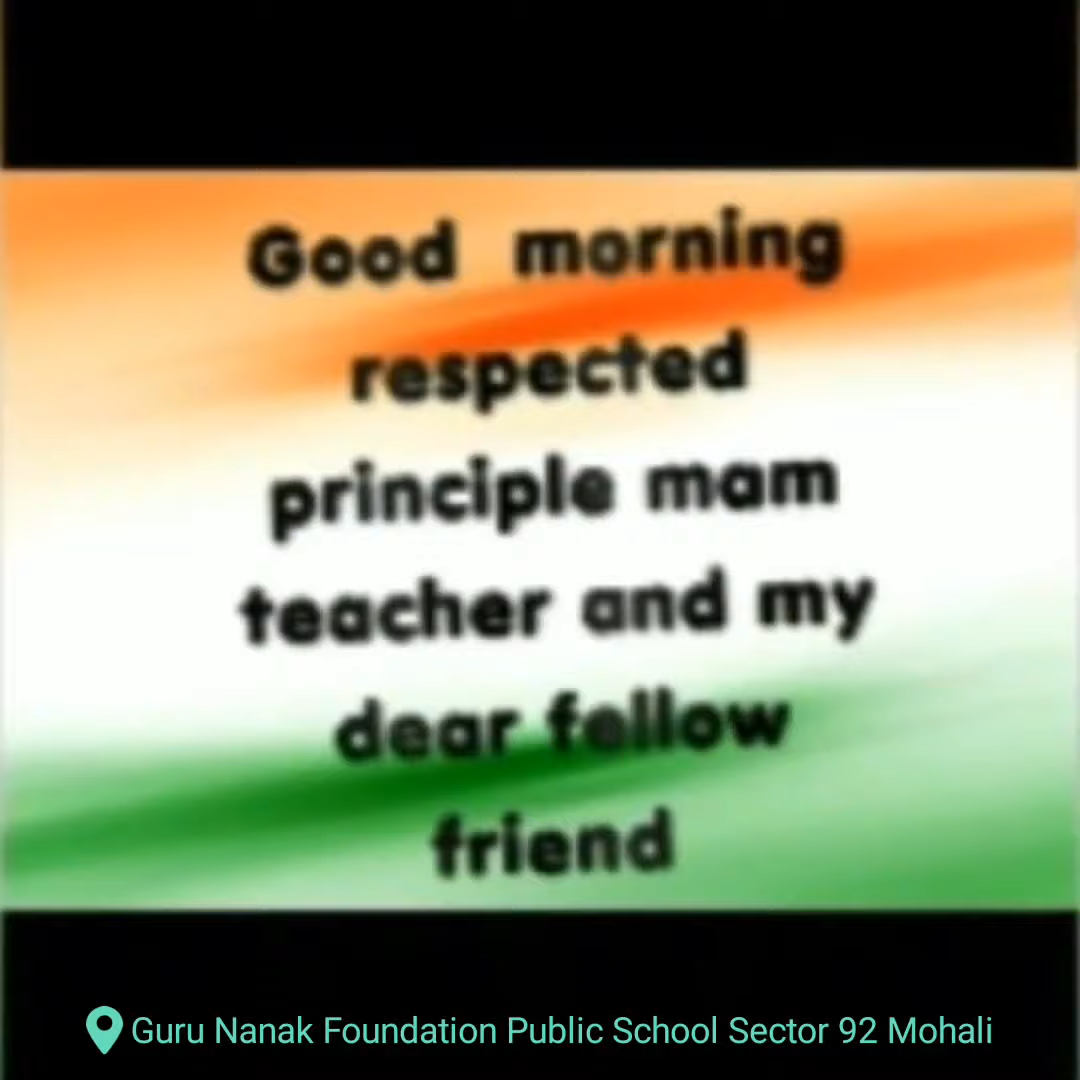 Good morning
respected
principle mam
teacher and my
dear fellow
friend
Guru Nanak Foundation Public School Sector 92 Mohali